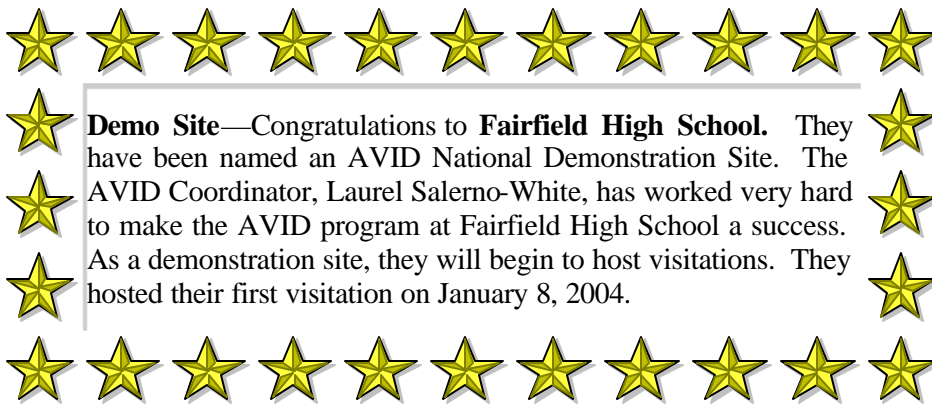 Demo Site—Congratulations to Fairfield High School. They
have been named an AVID National Demonstration Site. The
AVID Coordinator, Laurel Salerno-White, has worked very hard
to make the AVID program at Fairfield High School a success.
As a demonstration site, they will begin to host visitations. They
hosted their first visitation on January 8, 2004.